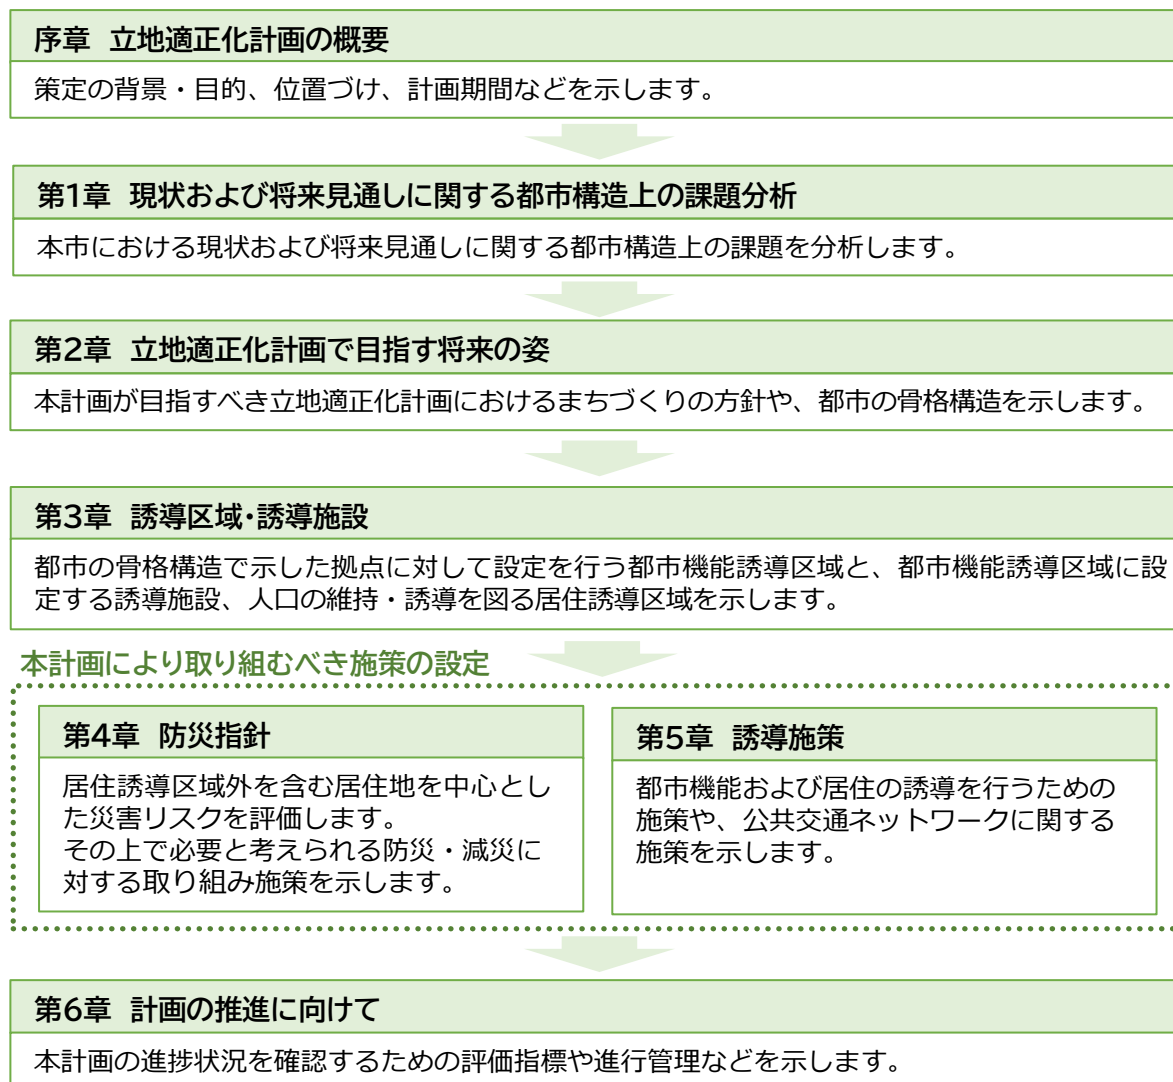 序章 立地適正化計画の概要
策定の背景・目的、位置づけ、計画期間などを示します。
第1章 現状および将来見通しに関する都市構造上の課題分析
本市における現状および将来見通しに関する都市構造上の課題を分析します。
第2章 立地適正化計画で目指す将来の姿
本計画が目指すべき立地適正化計画におけるまちづくりの方針や、都市の骨格構造を示します。
第3章 誘導区域・誘導施設
都市の骨格構造で示した拠点に対して設定を行う都市機能誘導区域と、都市機能誘導区域に設
定する誘導施設、人口の維持・誘導を図る居住誘導区域を示します。
本計画により取り組むべき施策の設定
第4章 防災指針
居住誘導区域外を含む居住地を中心とし
た災害リスクを評価します。
その上で必要と考えられる防災・減災に
対する取り組み施策を示します。
第5章 誘導施策
都市機能および居住の誘導を行うための
施策や、公共交通ネットワークに関する
施策を示します。
第6章 計画の推進に向けて
本計画の進捗状況を確認するための評価指標や進行管理などを示します。